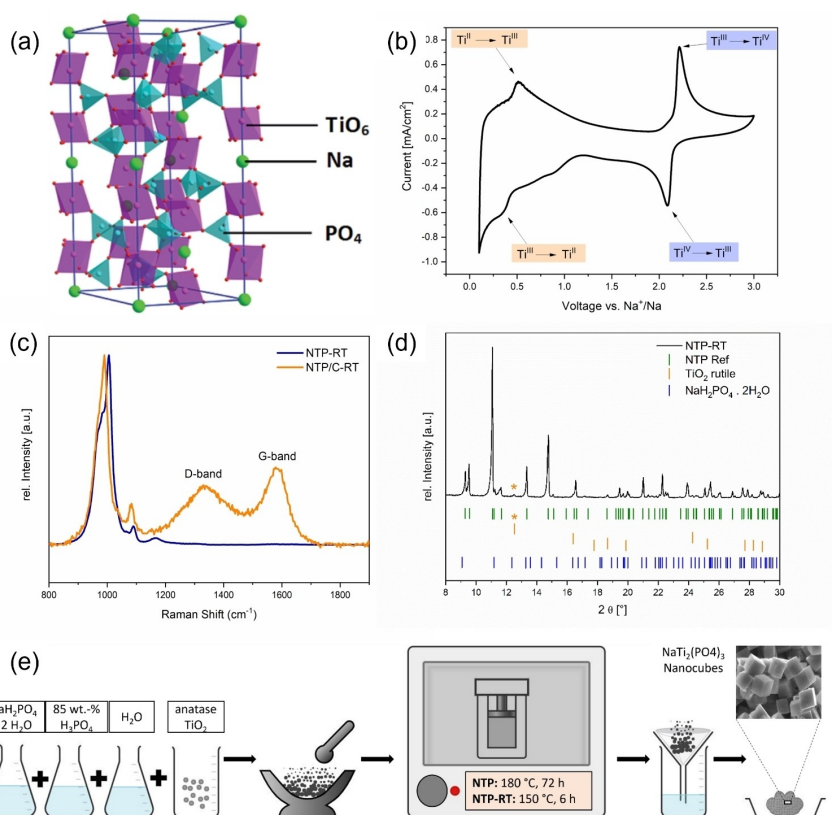 (a)
TiO₆
Na
PO₄
(b)
Ti^II → Ti^III
Ti^III → Ti^IV
Ti^III → Ti^II
Ti^IV → Ti^III
0.8
0.6
0.4
0.2
0.0
-0.2
-0.4
-0.6
-0.8
-1.0
Current [mA/cm²]
0.0 0.5 1.0 1.5 2.0 2.5 3.0
Voltage vs. Na⁺/Na
(c)
NTP-RT
NTP/C-RT
D-band
G-band
rel. Intensity [a.u.]
800 1000 1200 1400 1600 1800
Raman Shift (cm⁻¹)
(d)
NTP-RT
NTP Ref
TiO₂ rutile
NaH₂PO₄ . 2H₂O
*
*
rel. Intensity [a.u.]
8 10 12 14 16 18 20 22 24 26 28 30
2 θ [°]
(e)
aH₂PO₄
2 H₂O
85 wt.-%
H₃PO₄
H₂O
anatase
TiO₂
+ + +
NTP: 180 °C, 72 h
NTP-RT: 150 °C, 6 h
NaTi₂(PO4)₃
Nanocubes